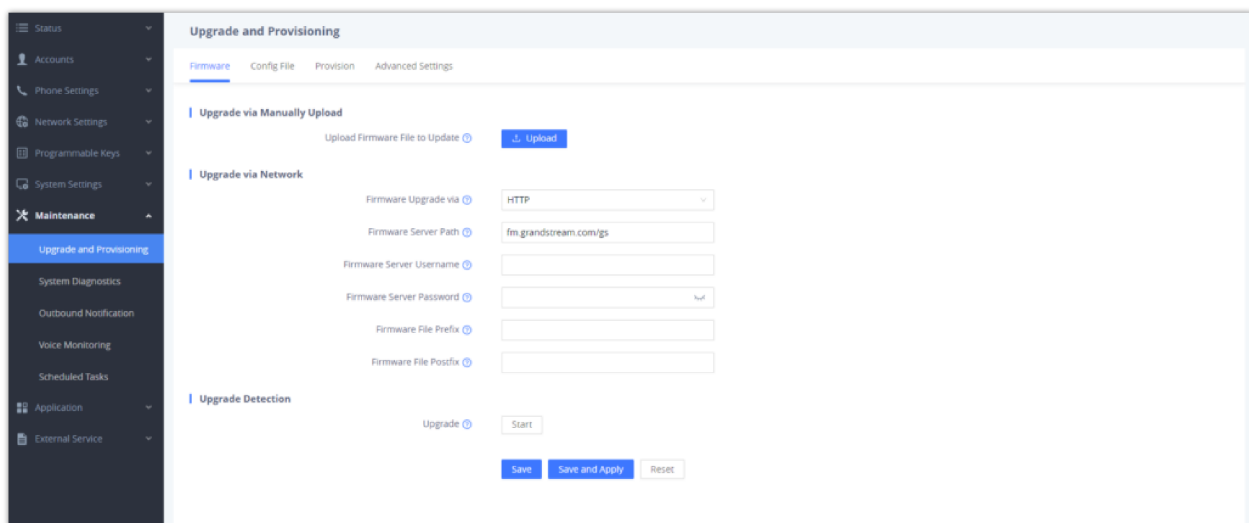 Status
Accounts
Phone Settings
Network Settings
Programmable Keys
System Settings
Maintenance
Upgrade and Provisioning
System Diagnostics
Outbound Notification
Voice Monitoring
Scheduled Tasks
Application
External Service
Upgrade and Provisioning
Firmware Config File Provision Advanced Settings
Upgrade via Manually Upload
Upload Firmware File to Update Upload
Upgrade via Network
Firmware Upgrade via HTTP
Firmware Server Path fm.grandstream.com/gs
Firmware Server Username
Firmware Server Password
Firmware File Prefix
Firmware File Postfix
Upgrade Detection
Upgrade Start
Save Save and Apply Reset